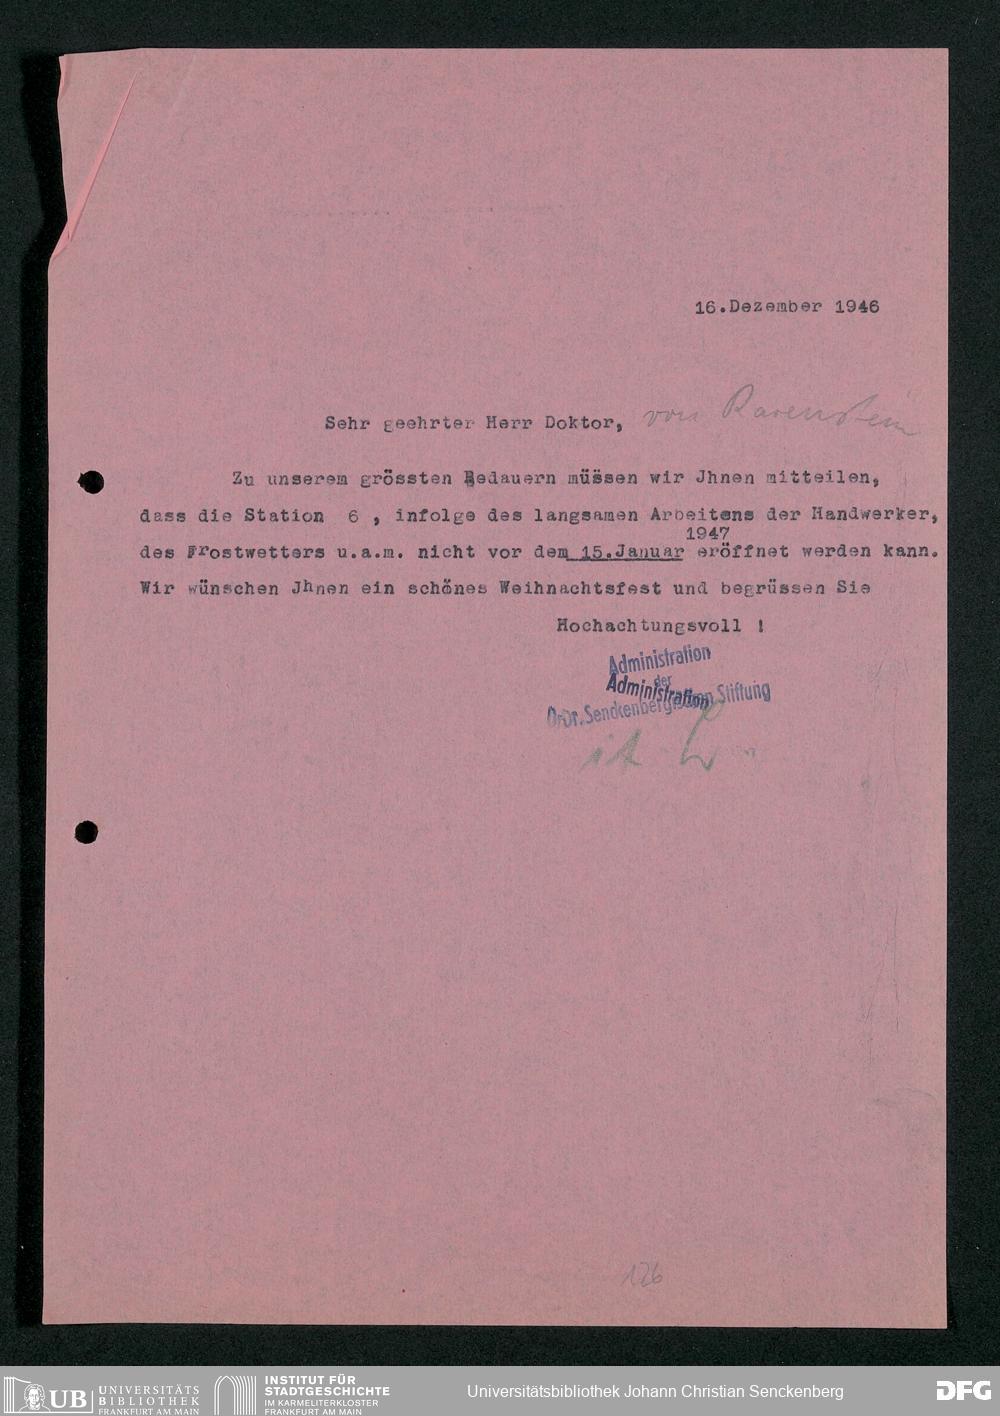 16.Dezember 1946
Sehr geehrter Herr Doktor, von Ravenstein
Zu unserem grössten Bedauern müssen wir Jhnen mitteilen,
dass die Station 6 , infolge des langsamen Arbeitens der Handwerker,
1947
des Frostwetters u.a.m. nicht vor dem 15.Januar eröffnet werden kann.
Wir wünschen Jhnen ein schönes Weihnachtsfest und begrüssen Sie
Hochachtungsvoll !
Administration
der
Administration
Dr. Senckenbergischen Stiftung
126
UB UNIVERSITÄTS
BIBLIOTHEK
FRANKFURT AM MAIN
INSTITUT FÜR
STADTGESCHICHTE
IM KARMELITERKLOSTER
FRANKFURT AM MAIN
Universitätsbibliothek Johann Christian Senckenberg
DFG